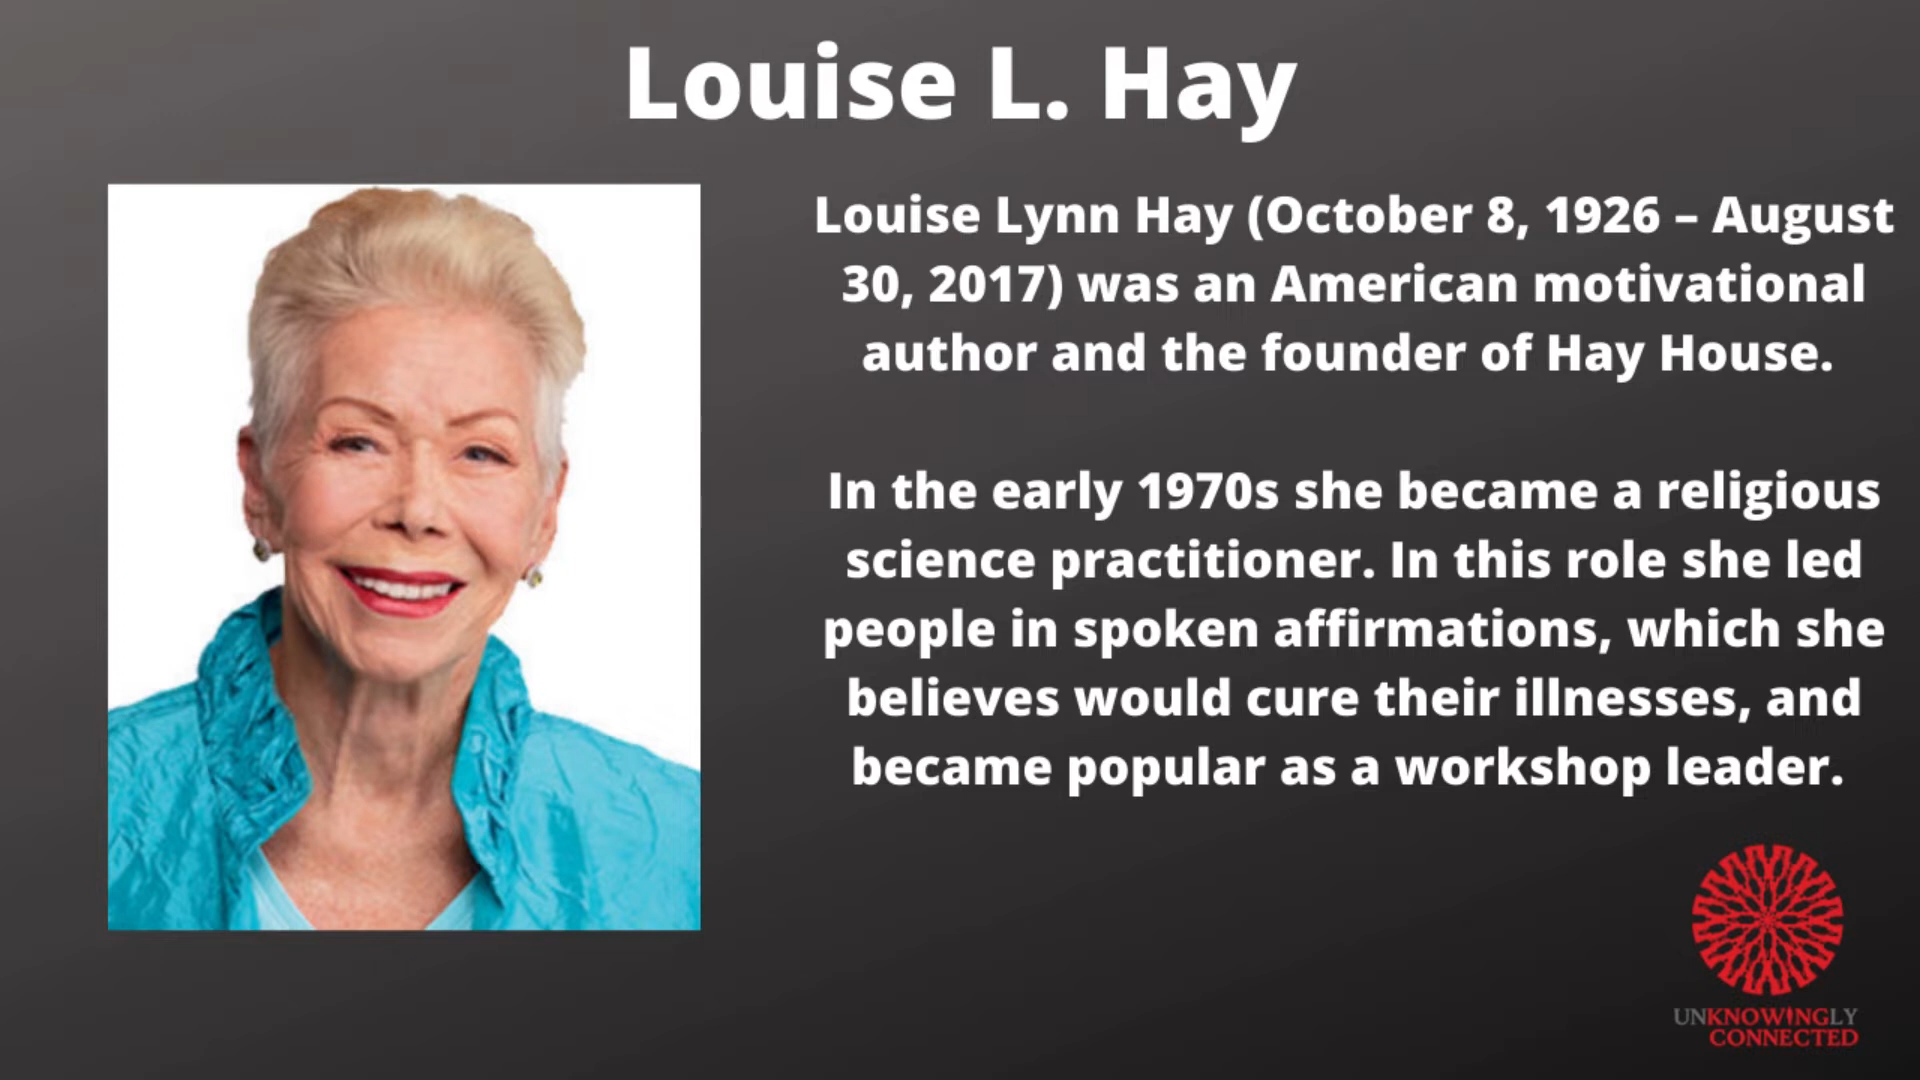 Louise L. Hay
Louise Lynn Hay (October 8, 1926 – August
30, 2017) was an American motivational
author and the founder of Hay House.
In the early 1970s she became a religious
science practitioner. In this role she led
people in spoken affirmations, which she
believes would cure their illnesses, and
became popular as a workshop leader.
UNKNOWINGLY
CONNECTED